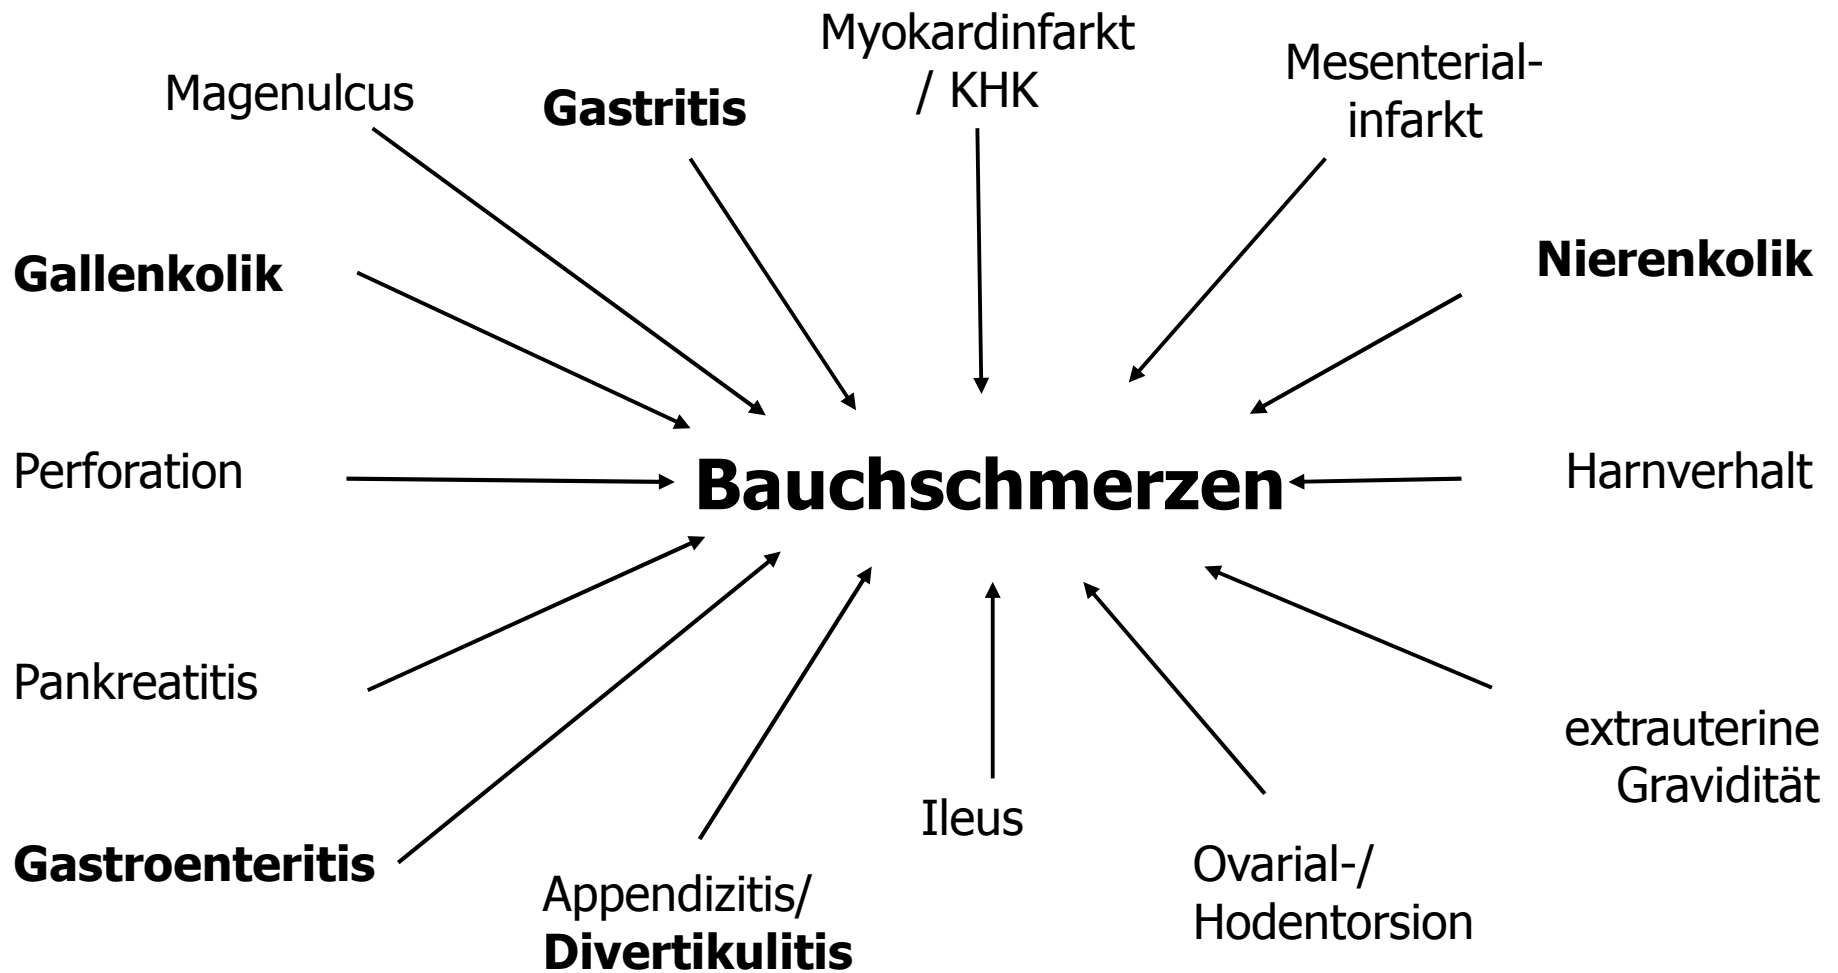 Myokardinfarkt
/ KHK
Mesenterial-
infarkt
Magenulcus
Gastritis
Gallenkolik
Nierenkolik
Perforation
Bauchschmerzen
Harnverhalt
Pankreatitis
extrauterine
Gravidität
Ileus
Gastroenteritis
Appendizitis/
Divertikulitis
Ovarial-/
Hodentorsion